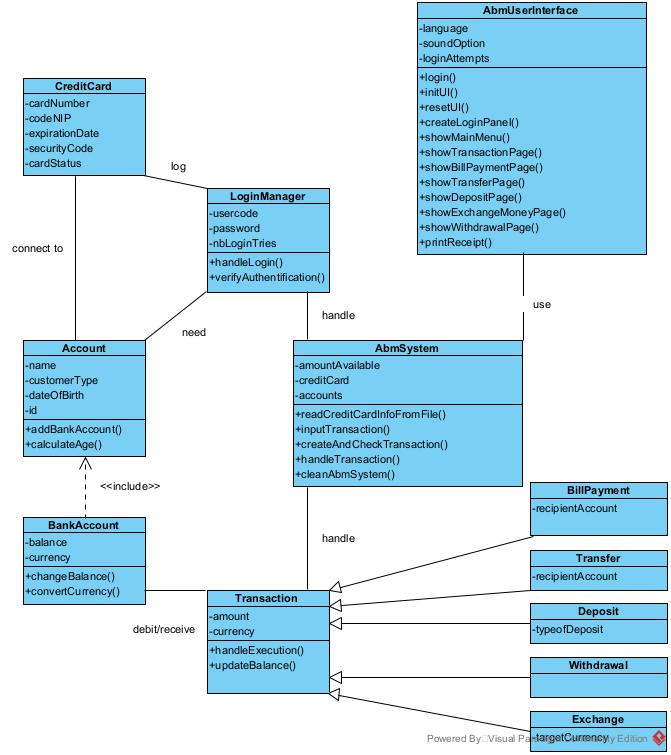 AbmUserInterface
-language
-soundOption
-loginAttempts
+login()
+initUI()
+resetUI()
+createLoginPanel()
+showMainMenu()
+showTransactionPage()
+showBillPaymentPage()
+showTransferPage()
+showDepositPage()
+showExchangeMoneyPage()
+showWithdrawalPage()
+printReceipt()
CreditCard
-cardNumber
-codeNIP
-expirationDate
-securityCode
-cardStatus
log
LoginManager
-usercode
-password
-nbLoginTries
+handleLogin()
+verifyAuthentification()
connect to
need
handle
use
Account
-name
-customerType
-dateOfBirth
-id
+addBankAccount()
+calculateAge()
AbmSystem
-amountAvailable
-creditCard
-accounts
+readCreditCardInfoFromFile()
+inputTransaction()
+createAndCheckTransaction()
+handleTransaction()
+cleanAbmSystem()
<<include>>
BankAccount
-balance
-currency
+changeBalance()
+convertCurrency()
handle
debit/receive
Transaction
-amount
-currency
+handleExecution()
+updateBalance()
BillPayment
-recipientAccount
Transfer
-recipientAccount
Deposit
-typeofDeposit
Withdrawal
Exchange
-targetCurrency
Powered By Visual Edition